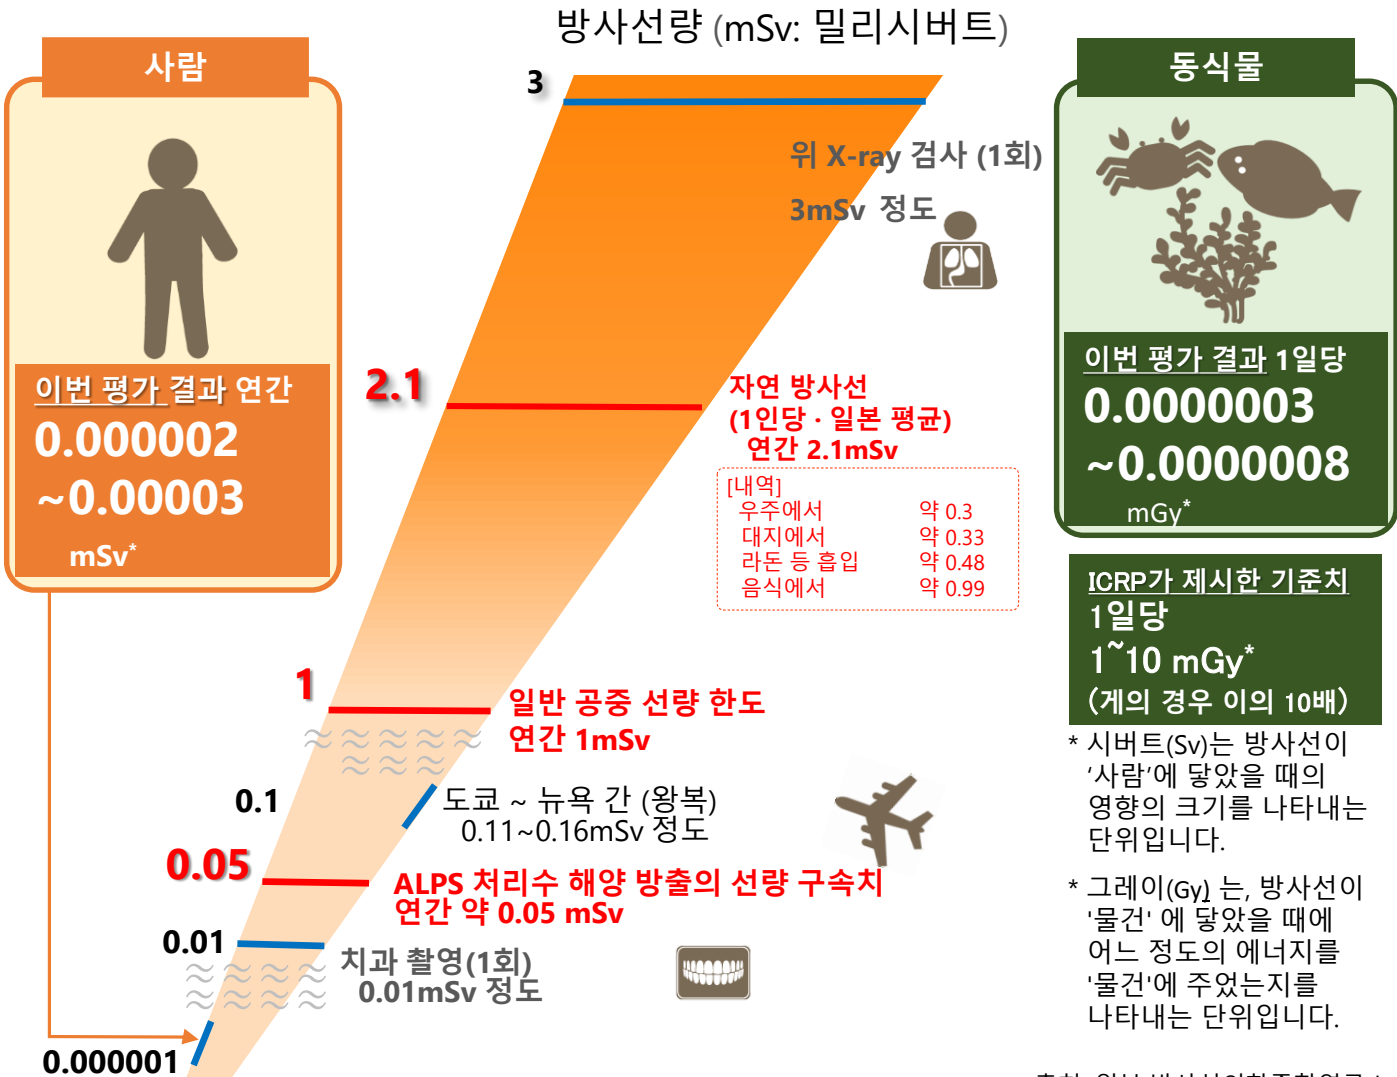 방사선량 (mSv: 밀리시버트)
사람
이번 평가 결과 연간
0.000002
~0.00003
mSv*
3
위 X-ray 검사 (1회)
3mSv 정도
2.1
자연 방사선
(1인당 · 일본 평균)
연간 2.1mSv
[내역]
우주에서 약 0.3
대지에서 약 0.33
라돈 등 흡입 약 0.48
음식에서 약 0.99
1
일반 공중 선량 한도
연간 1mSv
0.1
도쿄 ~ 뉴욕 간 (왕복)
0.11~0.16mSv 정도
0.05
ALPS 처리수 해양 방출의 선량 구속치
연간 약 0.05 mSv
0.01
치과 촬영(1회)
0.01mSv 정도
0.000001
동식물
이번 평가 결과 1일당
0.0000003
~0.0000008
mGy*
ICRP가 제시한 기준치
1일당
1~10 mGy*
(게의 경우 이의 10배)
* 시버트(Sv)는 방사선이
‘사람’에 닿았을 때의
영향의 크기를 나타내는
단위입니다.
* 그레이(Gy) 는, 방사선이
'물건' 에 닿았을 때에
어느 정도의 에너지를
'물건'에 주었는지를
나타내는 단위입니다.